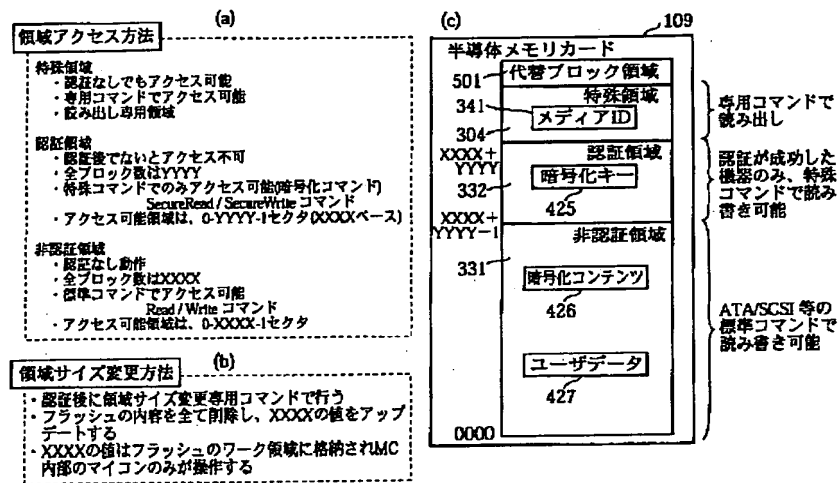 (a)
領域アクセス方法
特殊領域
・認証なしでもアクセス可能
・専用コマンドでアクセス可能
・読み出し専用領域
認証領域
・認証後でないとアクセス不可
・全ブロック数はYYYY
・特殊コマンドでのみアクセス可能(暗号化コマンド)
SecureRead / SecureWrite コマンド
・アクセス可能領域は、0-YYYY-1セクタ(XXXXベース)
非認証領域
・認証なし動作
・全ブロック数はXXXX
・標準コマンドでアクセス可能
Read / Write コマンド
・アクセス可能領域は、0-XXXX-1セクタ
(b)
領域サイズ変更方法
・認証後に領域サイズ変更専用コマンドで行う
・フラッシュの内容を全て削除し、XXXXの値をアップ
デートする
・XXXXの値はフラッシュのワーク領域に格納されMC
内部のマイコンのみが操作する
(c)
109
半導体メモリカード
501
代替ブロック領域
特殊領域
341
メディアID
304
専用コマンドで
読み出し
XXXX+
YYYY
認証領域
332
暗号化キー
425
認証が成功した
機器のみ、特殊
コマンドで読み
書き可能
XXXX+
YYYY-1
非認証領域
331
暗号化コンテンツ
426
ユーザデータ
427
ATA/SCSI 等の
標準コマンドで
読み書き可能
0000